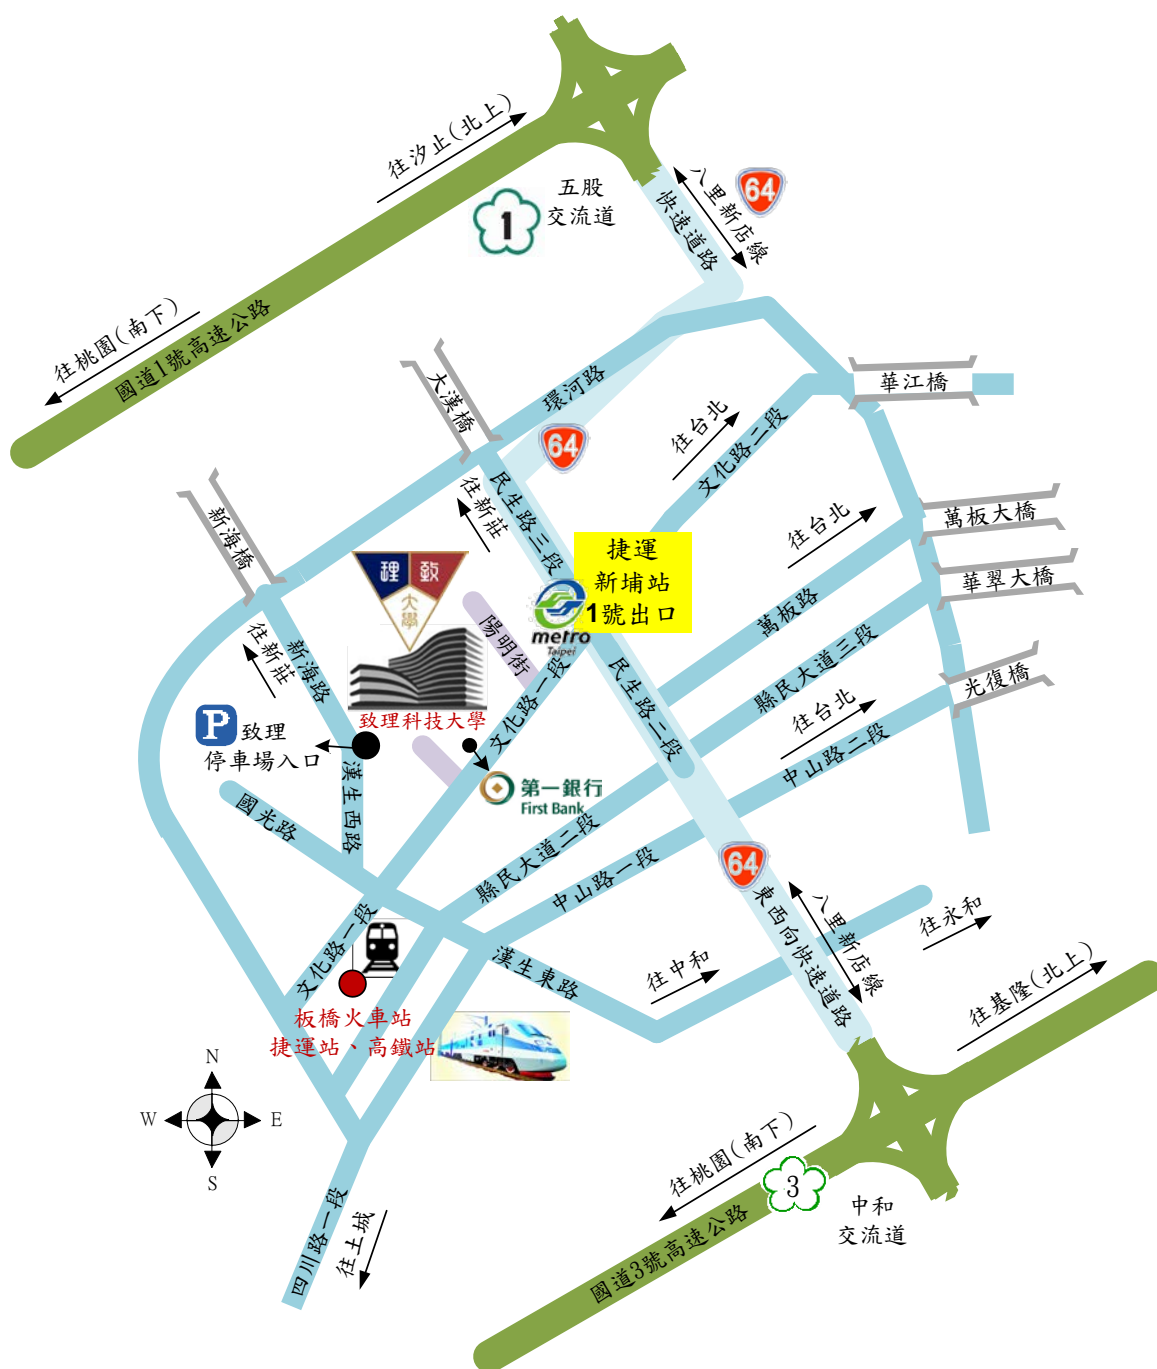 往汐止(北上)
64
五股
交流道
1
八里新店線
快速道路
往桃園(南下)
國道1號高速公路
大漢橋
環河路
華江橋
往台北
文化路二段
64
新海橋
往新莊
民生路三段
往台北
萬板大橋
捷運
新埔站
1號出口
理 致
大
學
metro
Taipei
陽明街
萬板路
華翠大橋
往新莊
新海路
文化路一段
民生路二段
縣民大道三段
光復橋
往台北
中山路二段
致理科技大學
P 致理
停車場入口
漢生西路
第一銀行
First Bank
國光路
縣民大道二段
中山路一段
64
文化路一段
漢生東路
東西向快速道路
八里新店線
往永和
往中和
板橋火車站
捷運站、高鐵站
往基隆(北上)
N
W
E
S
往桃園(南下)
3
中和
交流道
國道3號高速公路
四川路一段
往土城